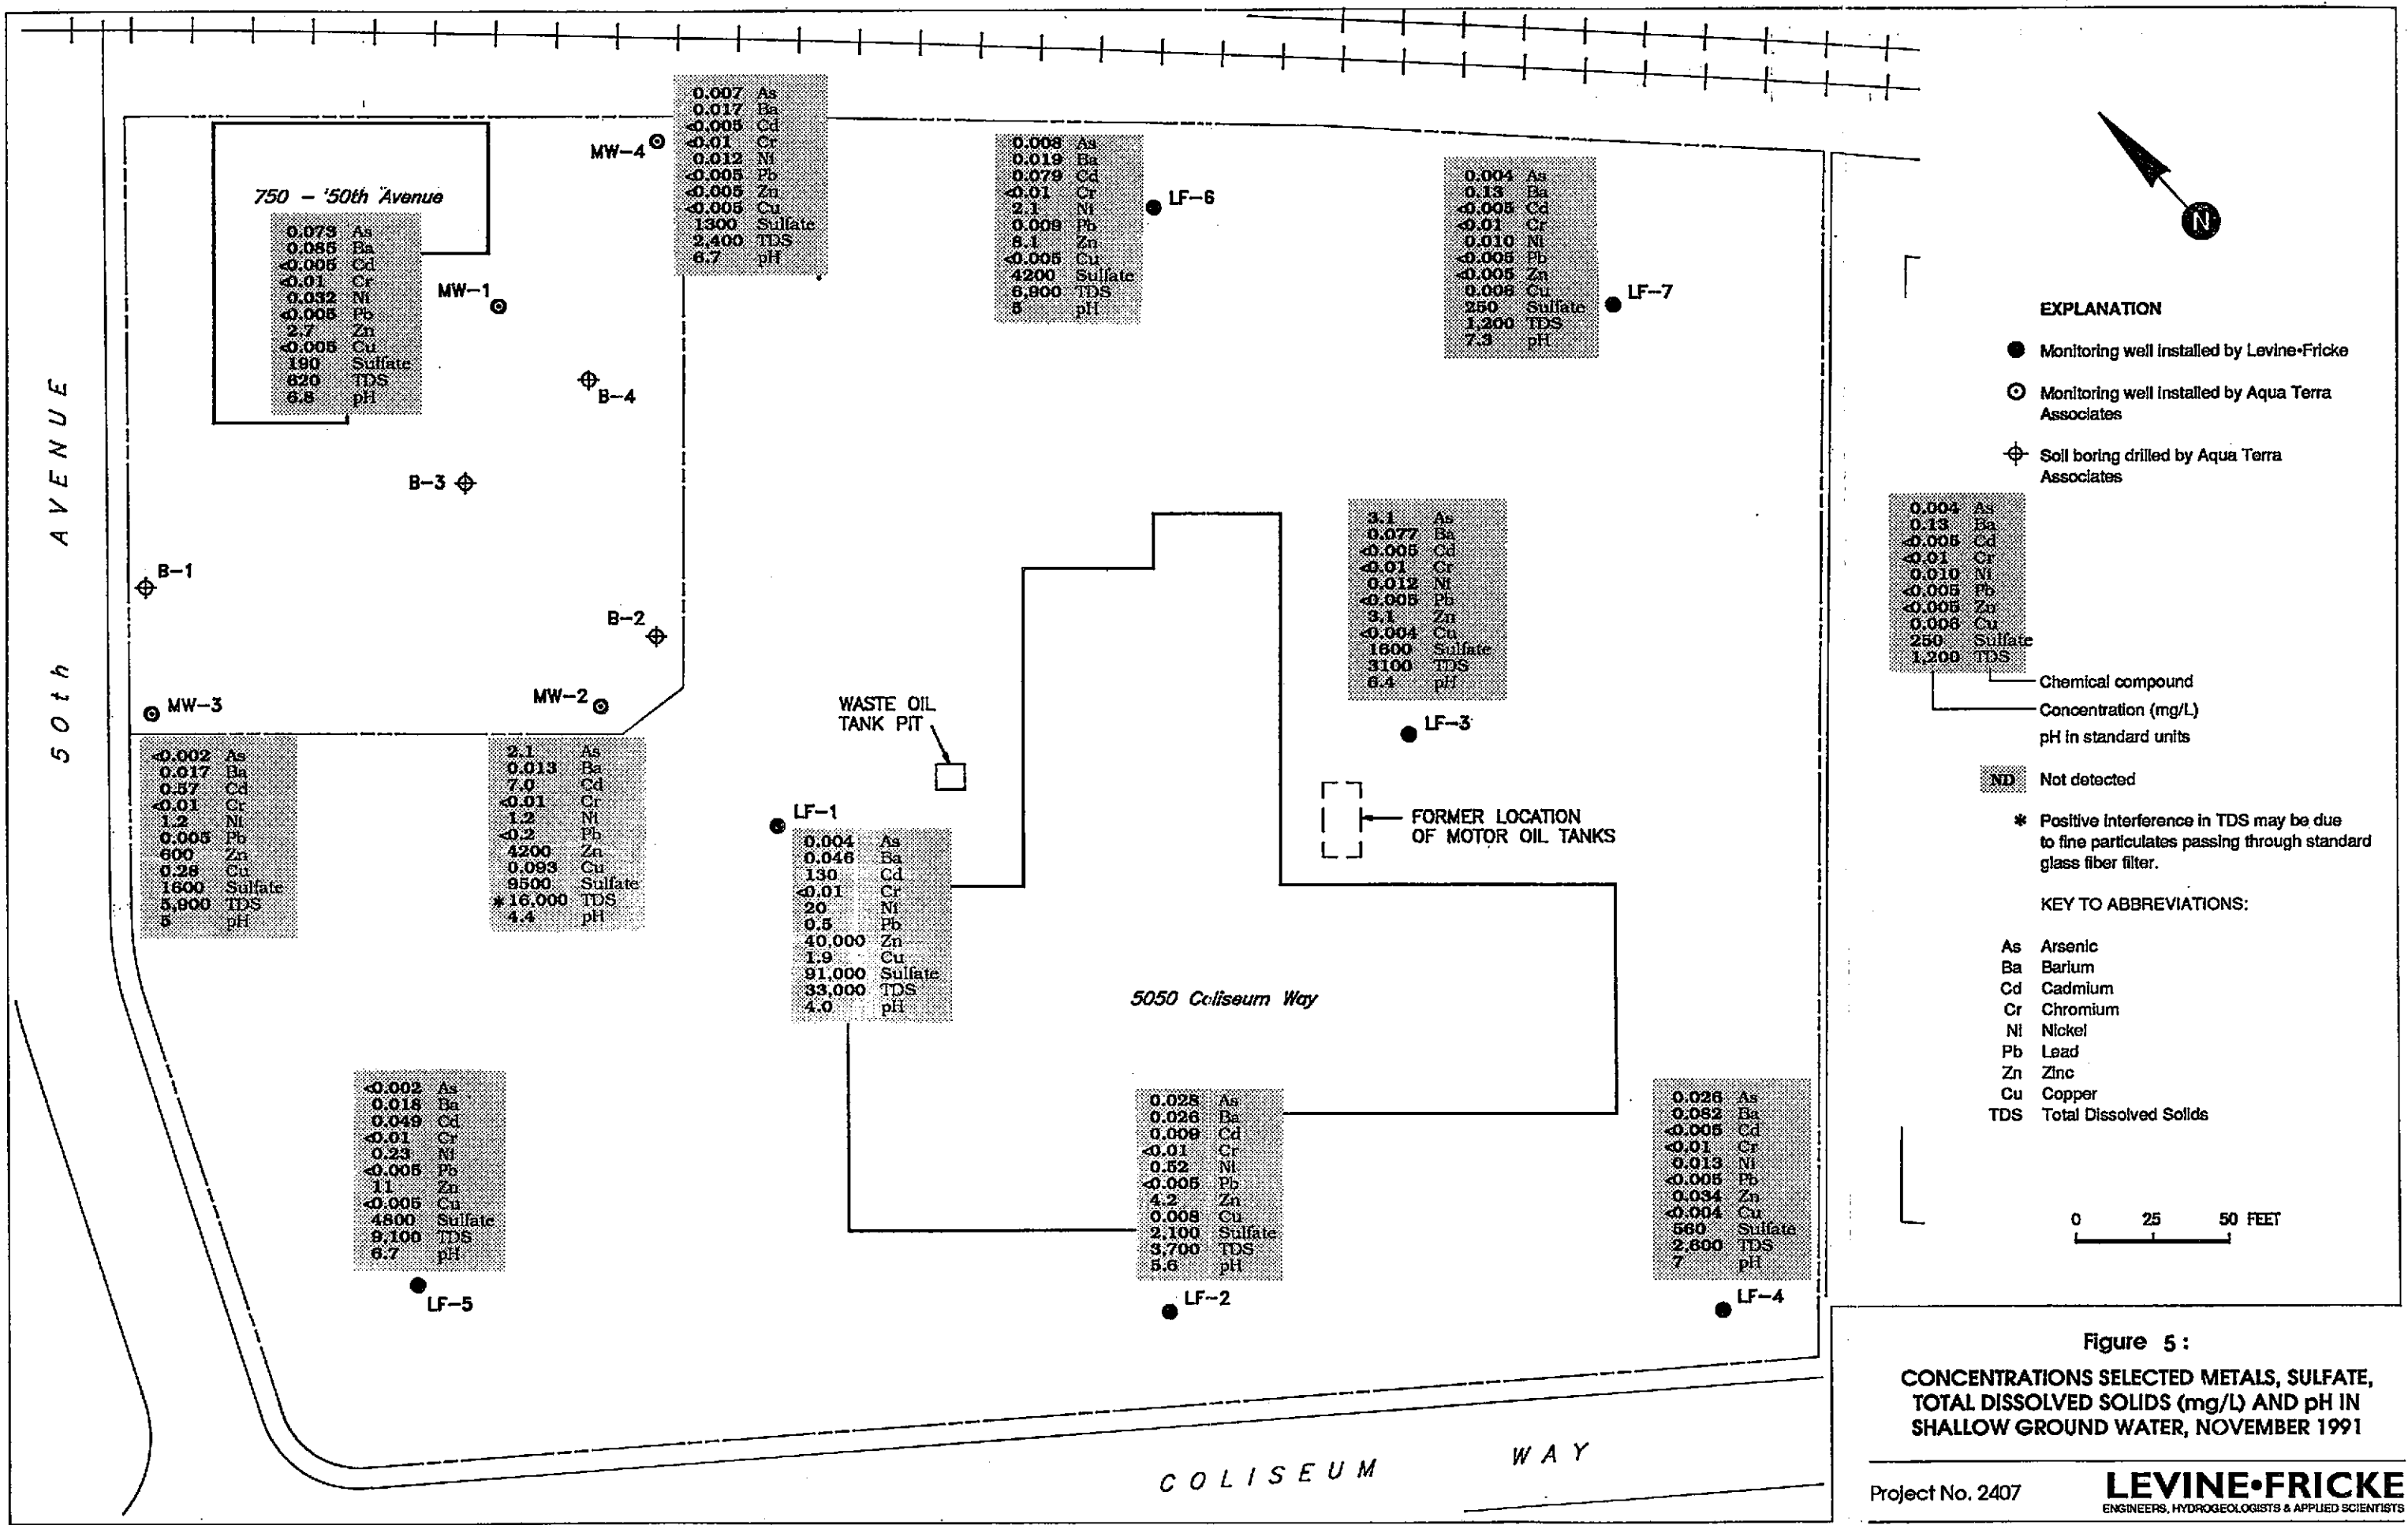 MW-4
0.007 As
0.017 Ba
<0.005 Cd
<0.01 Cr
0.012 Ni
<0.005 Pb
<0.005 Zn
<0.005 Cu
1300 Sulfate
2,400 TDS
6.7 pH
750 - '50th Avenue
0.073 As
0.085 Ba
<0.005 Cd
<0.01 Cr
0.032 Ni
<0.005 Pb
2.7 Zn
<0.005 Cu
190 Sulfate
620 TDS
6.8 pH
MW-1
B-4
B-3
B-1
B-2
MW-3
MW-2
50th AVENUE
0.008 As
0.019 Ba
0.079 Cd
<0.01 Cr
2.1 Ni
0.009 Pb
8.1 Zn
<0.005 Cu
4200 Sulfate
6,900 TDS
5 pH
LF-6
0.004 As
0.13 Ba
<0.005 Cd
<0.01 Cr
0.010 Ni
<0.005 Pb
<0.005 Zn
0.006 Cu
250 Sulfate
1,200 TDS
7.3 pH
LF-7
3.1 As
0.077 Ba
<0.005 Cd
<0.01 Cr
0.012 Ni
<0.005 Pb
3.1 Zn
<0.004 Cu
1600 Sulfate
3100 TDS
6.4 pH
LF-3
WASTE OIL
TANK PIT
FORMER LOCATION
OF MOTOR OIL TANKS
<0.002 As
0.017 Ba
0.57 Cd
<0.01 Cr
1.2 Ni
0.005 Pb
600 Zn
0.28 Cu
1600 Sulfate
5,900 TDS
5 pH
2.1 As
0.013 Ba
7.0 Cd
<0.01 Cr
1.2 Ni
<0.2 Pb
4200 Zn
0.093 Cu
9500 Sulfate
*16,000 TDS
4.4 pH
LF-1
0.004 As
0.046 Ba
130 Cd
<0.01 Cr
20 Ni
0.5 Pb
40,000 Zn
1.9 Cu
91,000 Sulfate
33,000 TDS
4.0 pH
5050 Coliseum Way
<0.002 As
0.018 Ba
0.049 Cd
<0.01 Cr
0.23 Ni
<0.005 Pb
11 Zn
<0.005 Cu
4800 Sulfate
9,100 TDS
6.7 pH
LF-5
0.028 As
0.026 Ba
0.009 Cd
<0.01 Cr
0.52 Ni
<0.005 Pb
4.2 Zn
0.008 Cu
2,100 Sulfate
3,700 TDS
5.6 pH
LF-2
0.026 As
0.082 Ba
<0.005 Cd
<0.01 Cr
0.013 Ni
<0.005 Pb
0.034 Zn
<0.004 Cu
560 Sulfate
2,600 TDS
7 pH
LF-4
COLISEUM WAY
N
EXPLANATION
Monitoring well installed by Levine•Fricke
Monitoring well installed by Aqua Terra
Associates
Soil boring drilled by Aqua Terra
Associates
0.004 As
0.13 Ba
<0.005 Cd
<0.01 Cr
0.010 Ni
<0.005 Pb
<0.005 Zn
0.006 Cu
250 Sulfate
1,200 TDS
Chemical compound
Concentration (mg/L)
pH in standard units
ND Not detected
* Positive interference in TDS may be due
to fine particulates passing through standard
glass fiber filter.
KEY TO ABBREVIATIONS:
As Arsenic
Ba Barium
Cd Cadmium
Cr Chromium
Ni Nickel
Pb Lead
Zn Zinc
Cu Copper
TDS Total Dissolved Solids
0 25 50 FEET
Figure 5 :
CONCENTRATIONS SELECTED METALS, SULFATE,
TOTAL DISSOLVED SOLIDS (mg/L) AND pH IN
SHALLOW GROUND WATER, NOVEMBER 1991
Project No. 2407
LEVINE•FRICKE
ENGINEERS, HYDROGEOLOGISTS & APPLIED SCIENTISTS